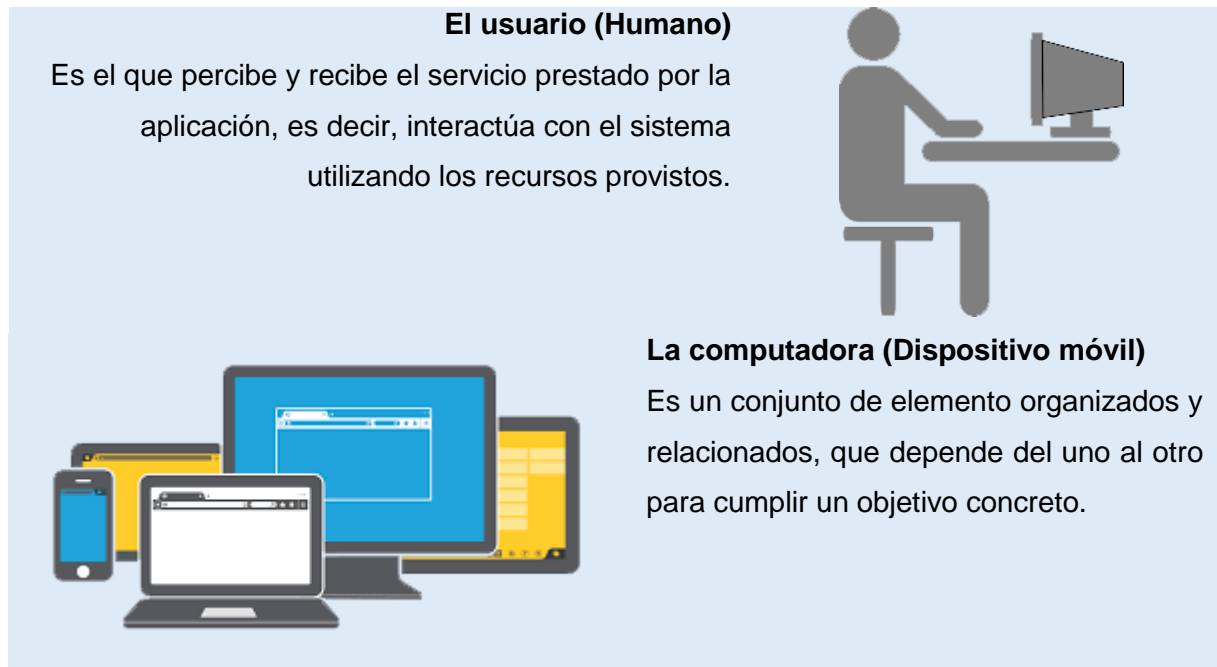 El usuario (Humano)
Es el que percibe y recibe el servicio prestado por la
aplicación, es decir, interactúa con el sistema
utilizando los recursos provistos.
La computadora (Dispositivo móvil)
Es un conjunto de elemento organizados y
relacionados, que depende del uno al otro
para cumplir un objetivo concreto.